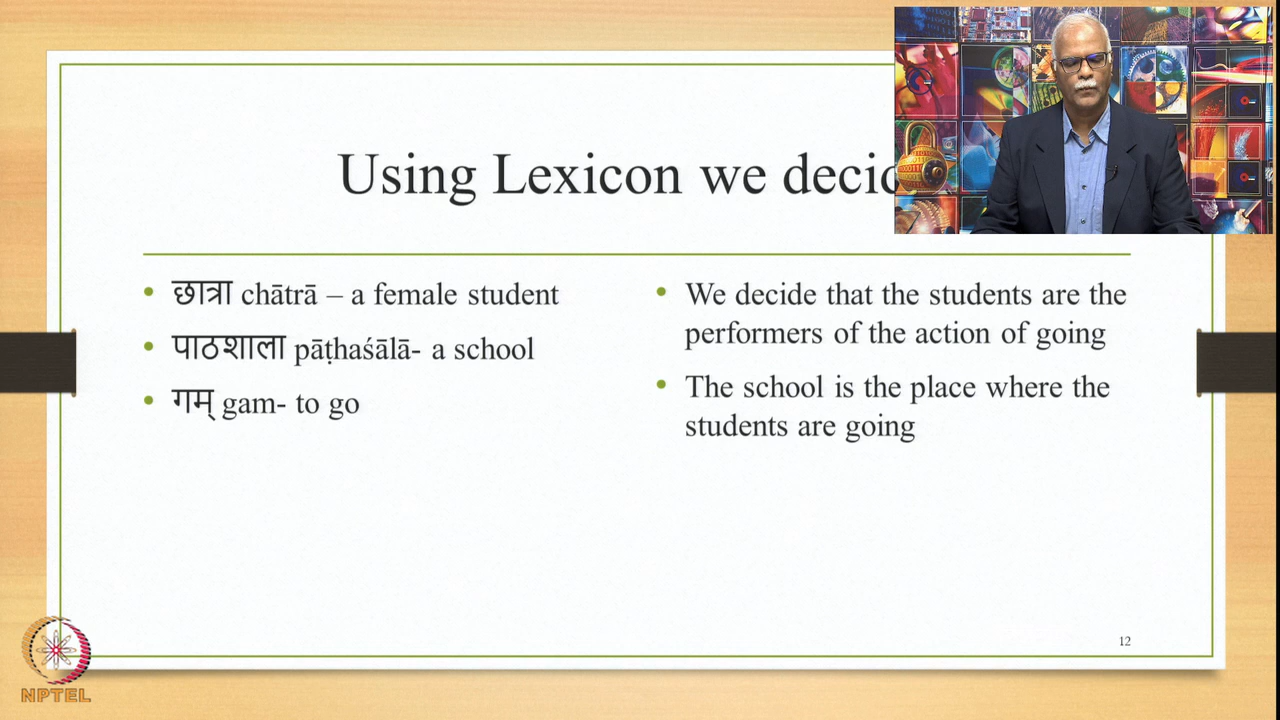 Using Lexicon we decid
• छात्रा chātrā – a female student
• पाठशाला pāṭhaśālā- a school
• गम् gam- to go
• We decide that the students are the
performers of the action of going
• The school is the place where the
students are going
12
NPTEL